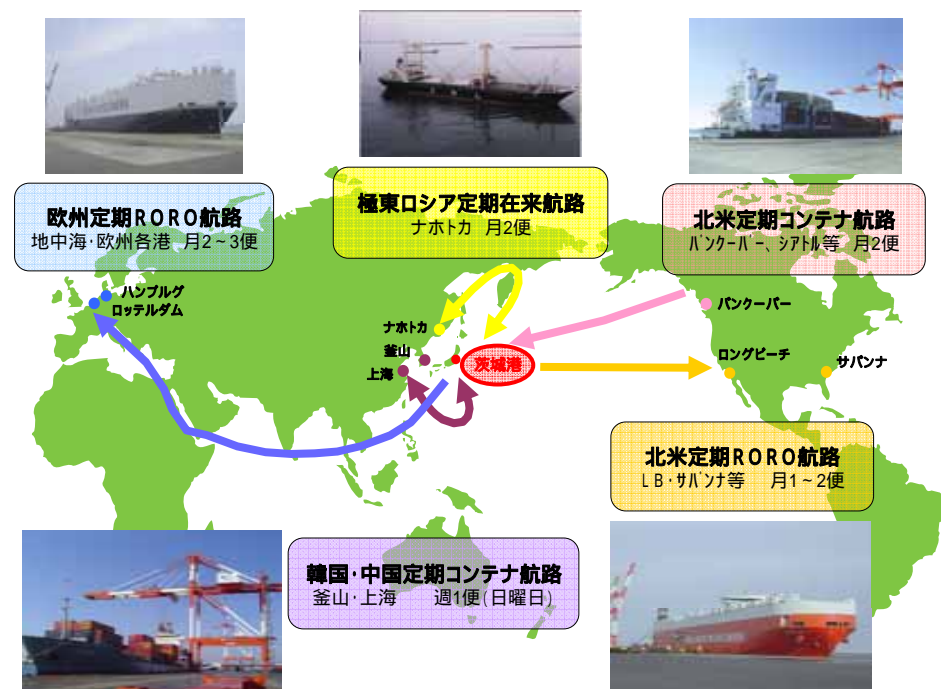 欧州定期RORO航路
地中海・欧州各港 月2~3便
極東ロシア定期在来航路
ナホトカ 月2便
北米定期コンテナ航路
バンクーバー、シアトル等 月2便
ハンブルグ
ロッテルダム
ナホトカ
釜山
上海
茨城港
バンクーバー
ロングビーチ
サバンナ
北米定期RORO航路
LB・サバンナ等 月1~2便
韓国・中国定期コンテナ航路
釜山・上海 週1便(日曜日)